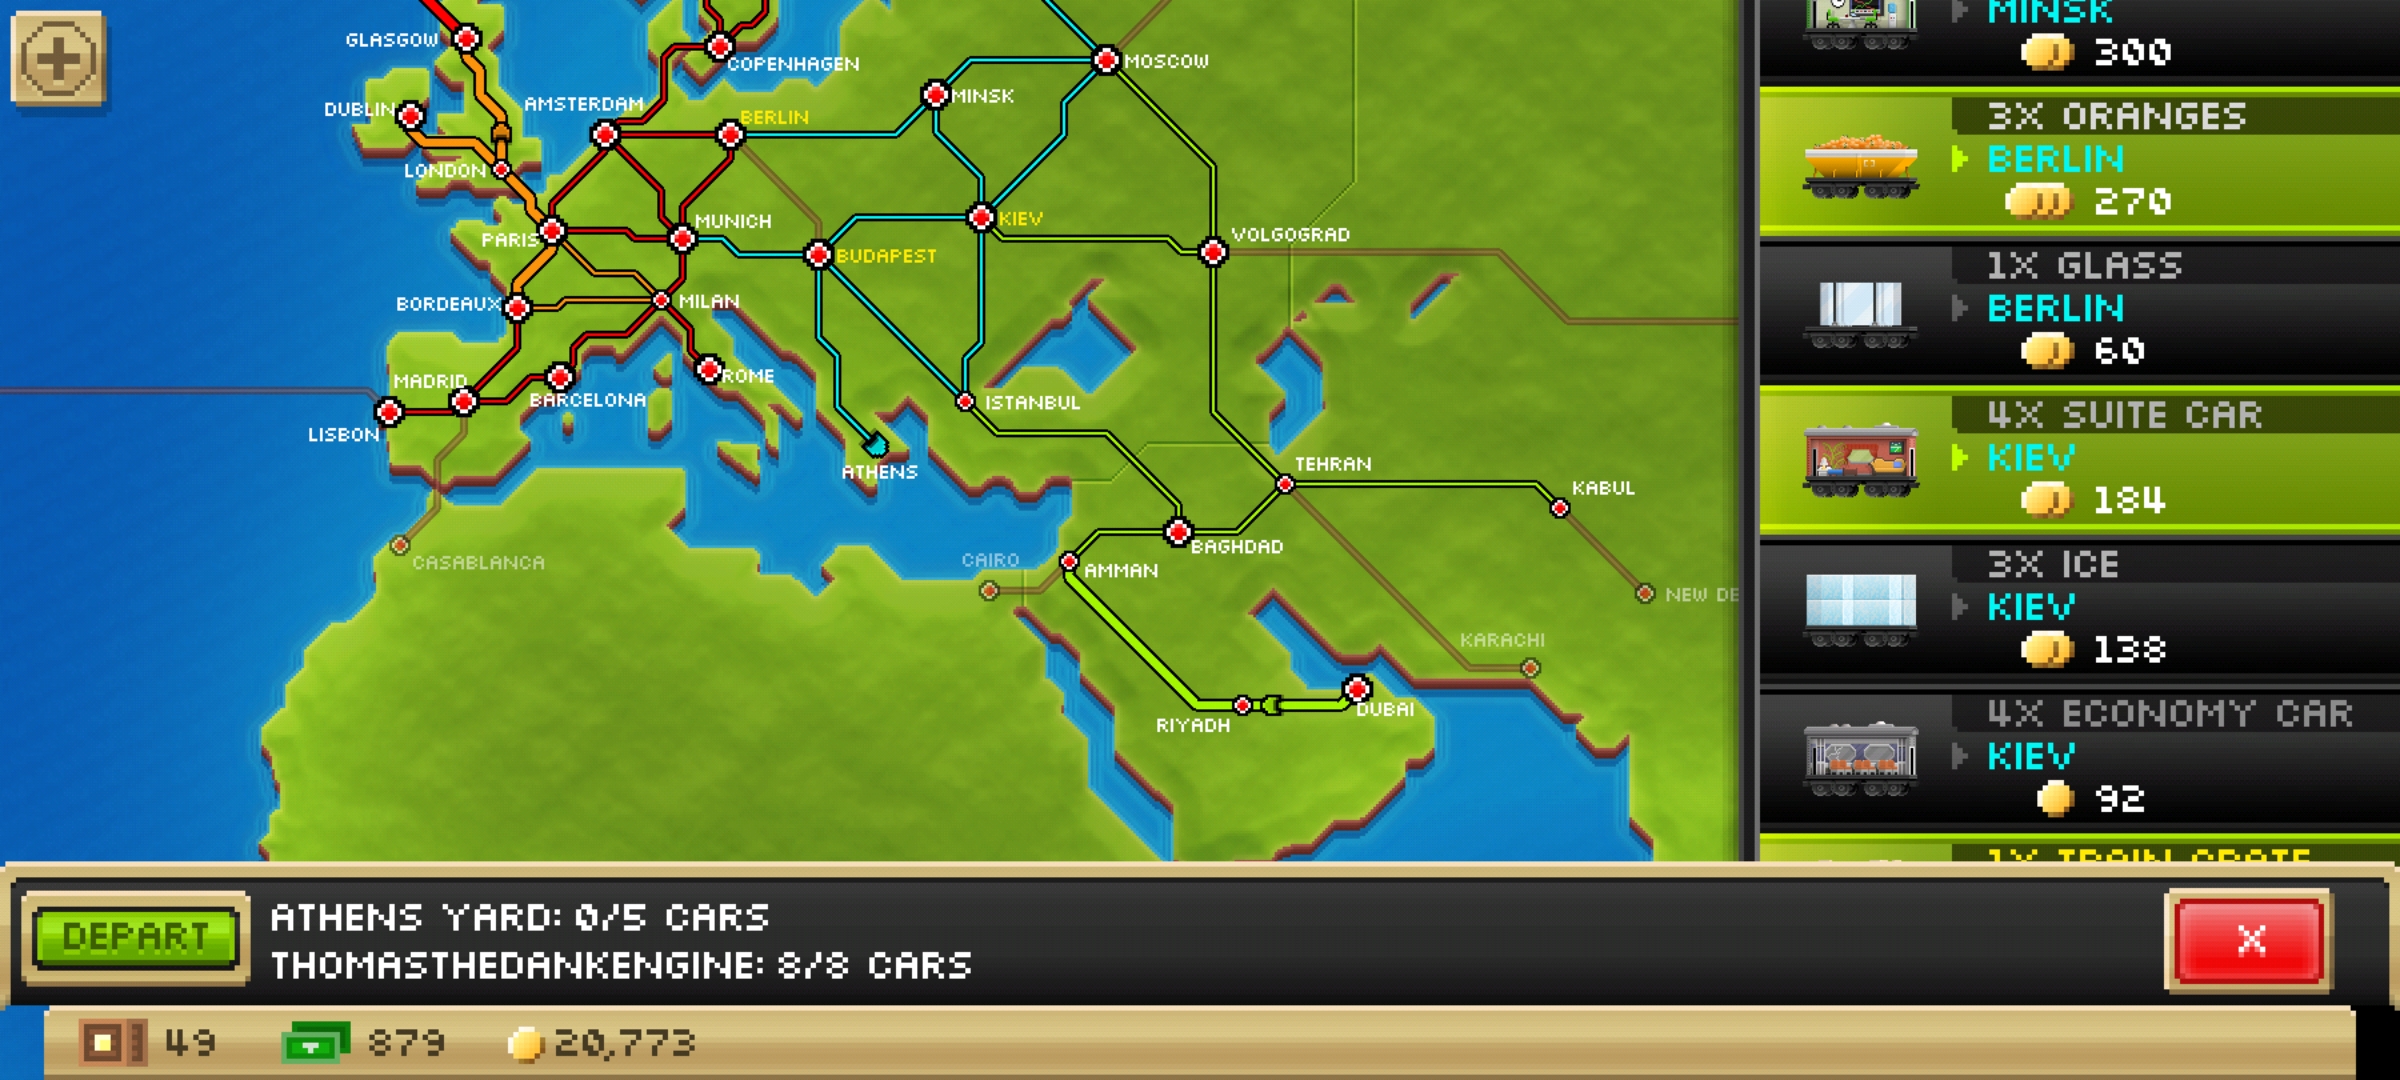 GLASGOW
COPENHAGEN
MOSCOW
DUBLIN
AMSTERDAM
BERLIN
MINSK
LONDON
PARIS
MUNICH
KIEV
BUDAPEST
VOLGOGRAD
BORDEAUX
MILAN
MADRID
ROME
BARCELONA
ISTANBUL
LISBON
ATHENS
TEHRAN
KABUL
BAGHDAD
CASABLANCA
CAIRO
AMMAN
NEW DE
KARACHI
RIYADH
DUBAI
MINSK
300
3X ORANGES
BERLIN
270
1X GLASS
BERLIN
60
4X SUITE CAR
KIEV
184
3X ICE
KIEV
138
4X ECONOMY CAR
KIEV
92
1X TRAIN CRATE
DEPART
ATHENS YARD: 0/5 CARS
THOMASTHEDANKENGINE: 8/8 CARS
X
49
879
20,773